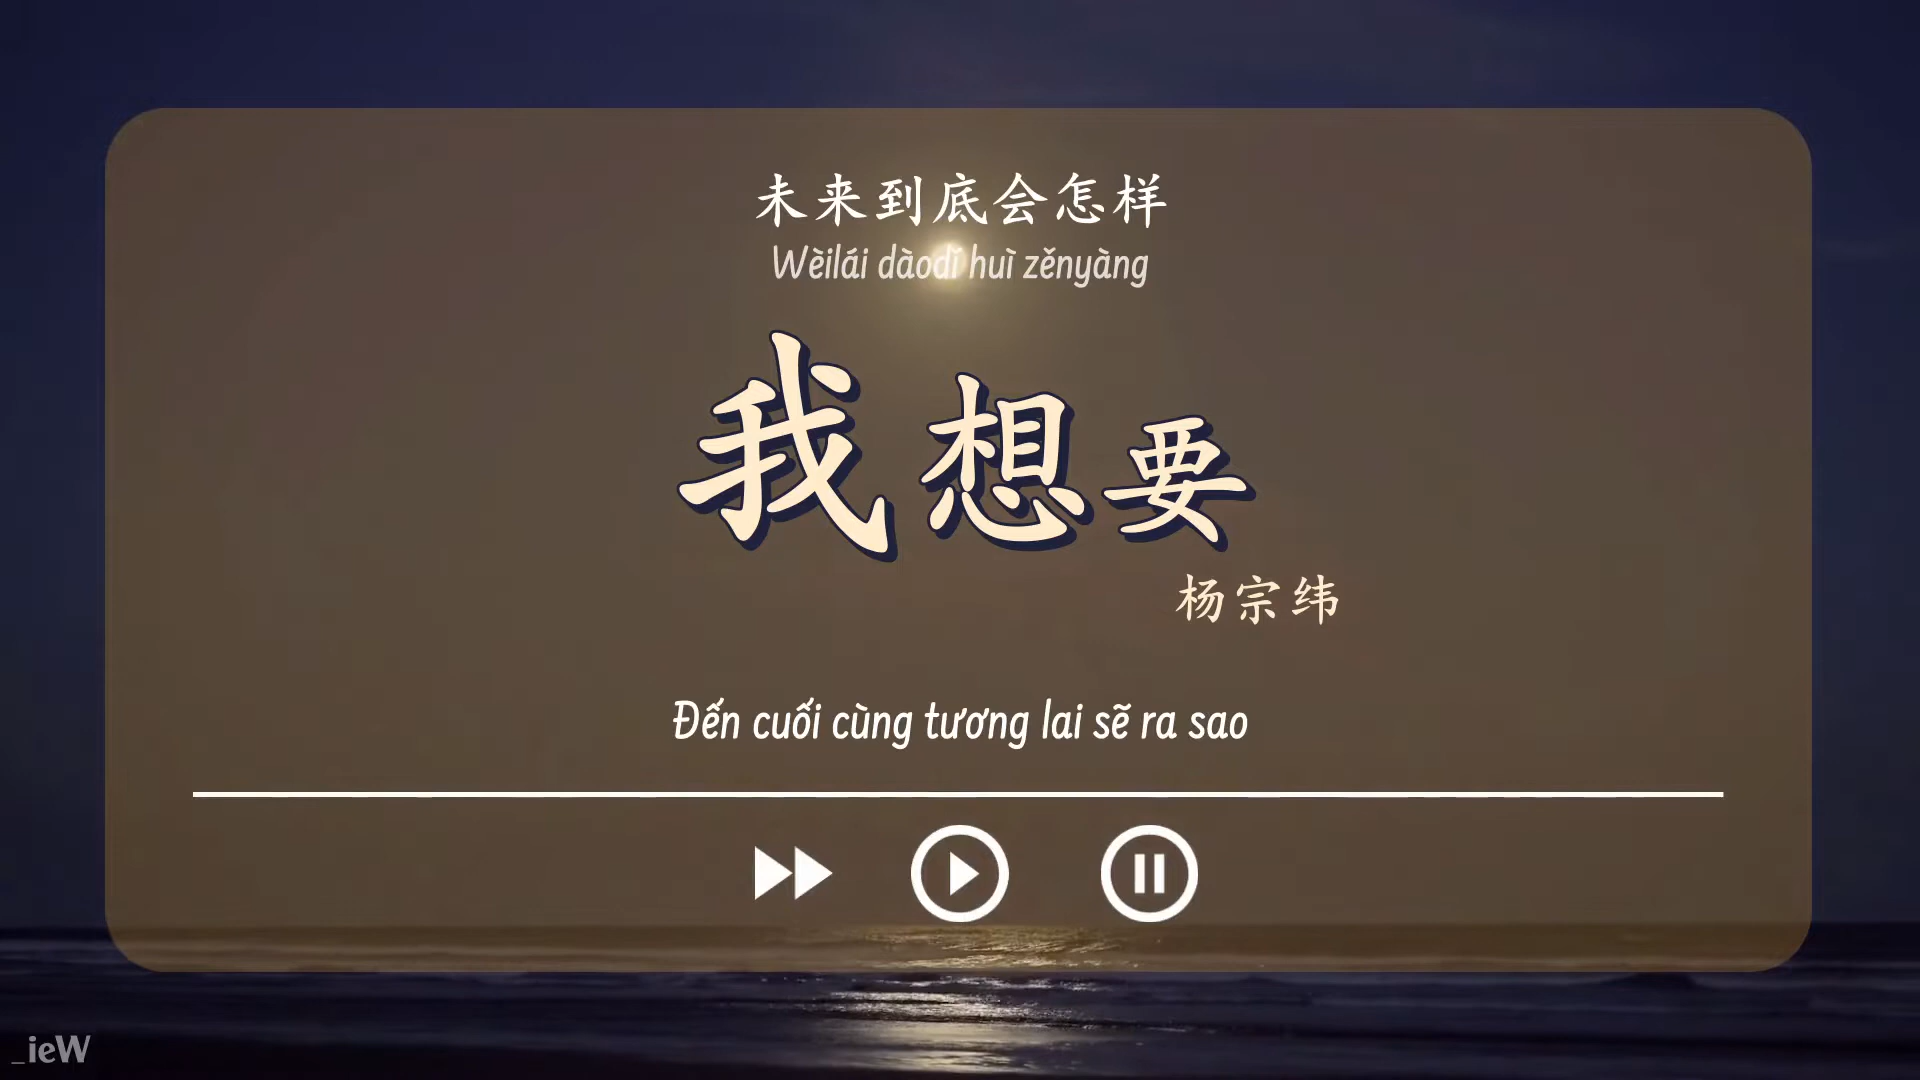 未来到底会怎样
Wèilái dàodǐ huì zěnyàng
我想要
杨宗纬
Đến cuối cùng tương lai sẽ ra sao
_ieW